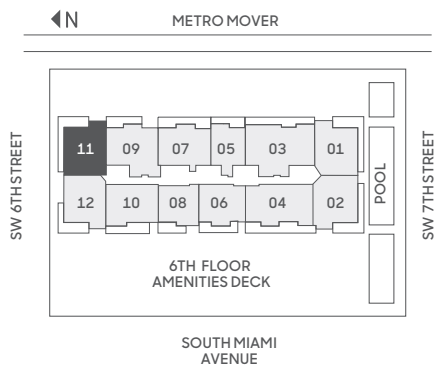 N
METRO MOVER
SW 6TH STREET
11
09
07
05
03
01
SW 7TH STREET
POOL
12
10
08
06
04
02
6TH FLOOR
AMENITIES DECK
SOUTH MIAMI
AVENUE